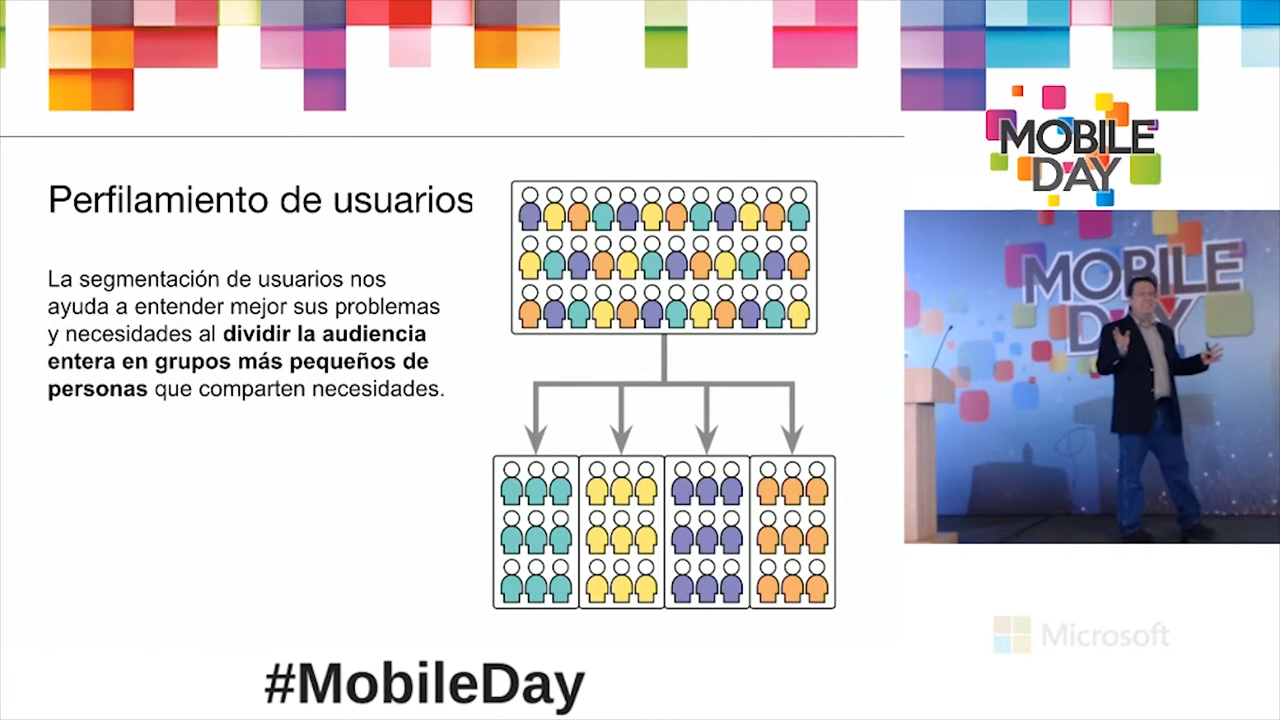 MOBILE
DAY
Perfilamiento de usuarios
La segmentación de usuarios nos
ayuda a entender mejor sus problemas
y necesidades al dividir la audiencia
entera en grupos más pequeños de
personas que comparten necesidades.
MOBILE
DAY
Microsoft
#MobileDay